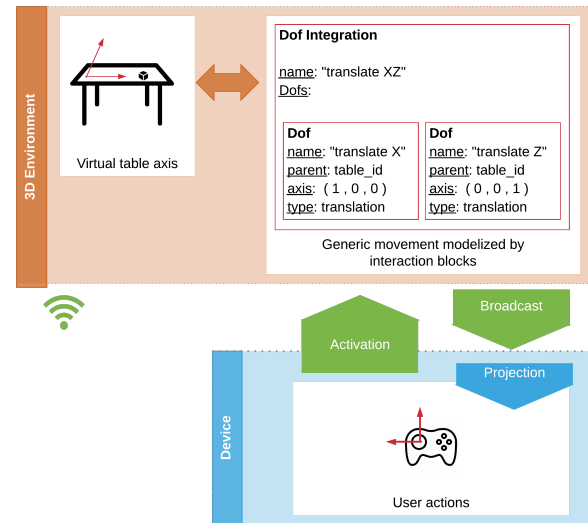 3D Environment
Virtual table axis
Dof Integration
name: "translate XZ"
Dofs:
Dof
name: "translate X"
parent: table_id
axis: ( 1 , 0 , 0 )
type: translation
Dof
name: "translate Z"
parent: table_id
axis: ( 0 , 0 , 1 )
type: translation
Generic movement modelized by
interaction blocks
Activation
Broadcast
Projection
Device
User actions